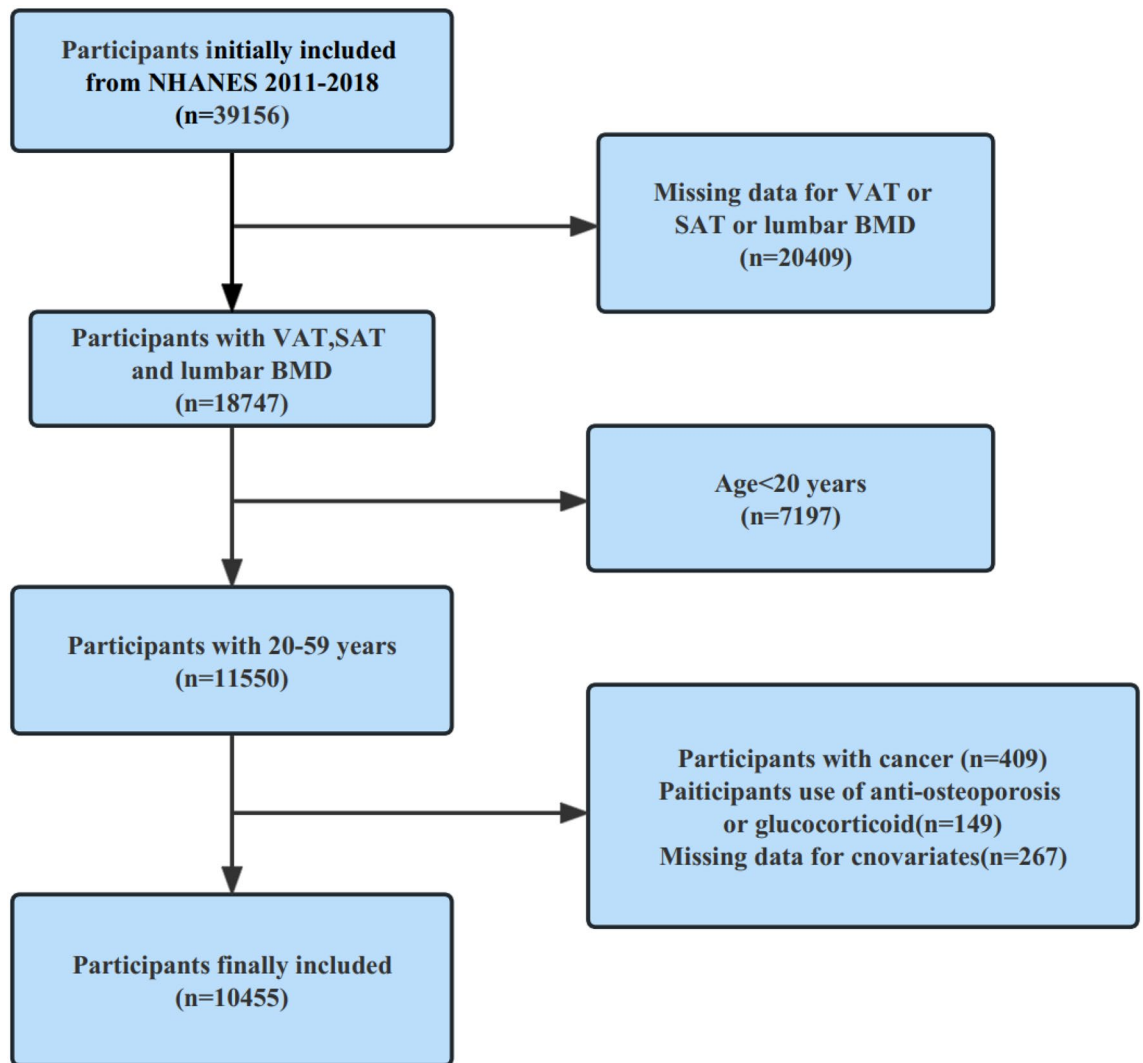 Participants initially included
from NHANES 2011-2018
(n=39156)
Missing data for VAT or
SAT or lumbar BMD
(n=20409)
Participants with VAT,SAT
and lumbar BMD
(n=18747)
Age<20 years
(n=7197)
Participants with 20-59 years
(n=11550)
Participants with cancer (n=409)
Paiticipants use of anti-osteoporosis
or glucocorticoid(n=149)
Missing data for cnovariates(n=267)
Participants finally included
(n=10455)